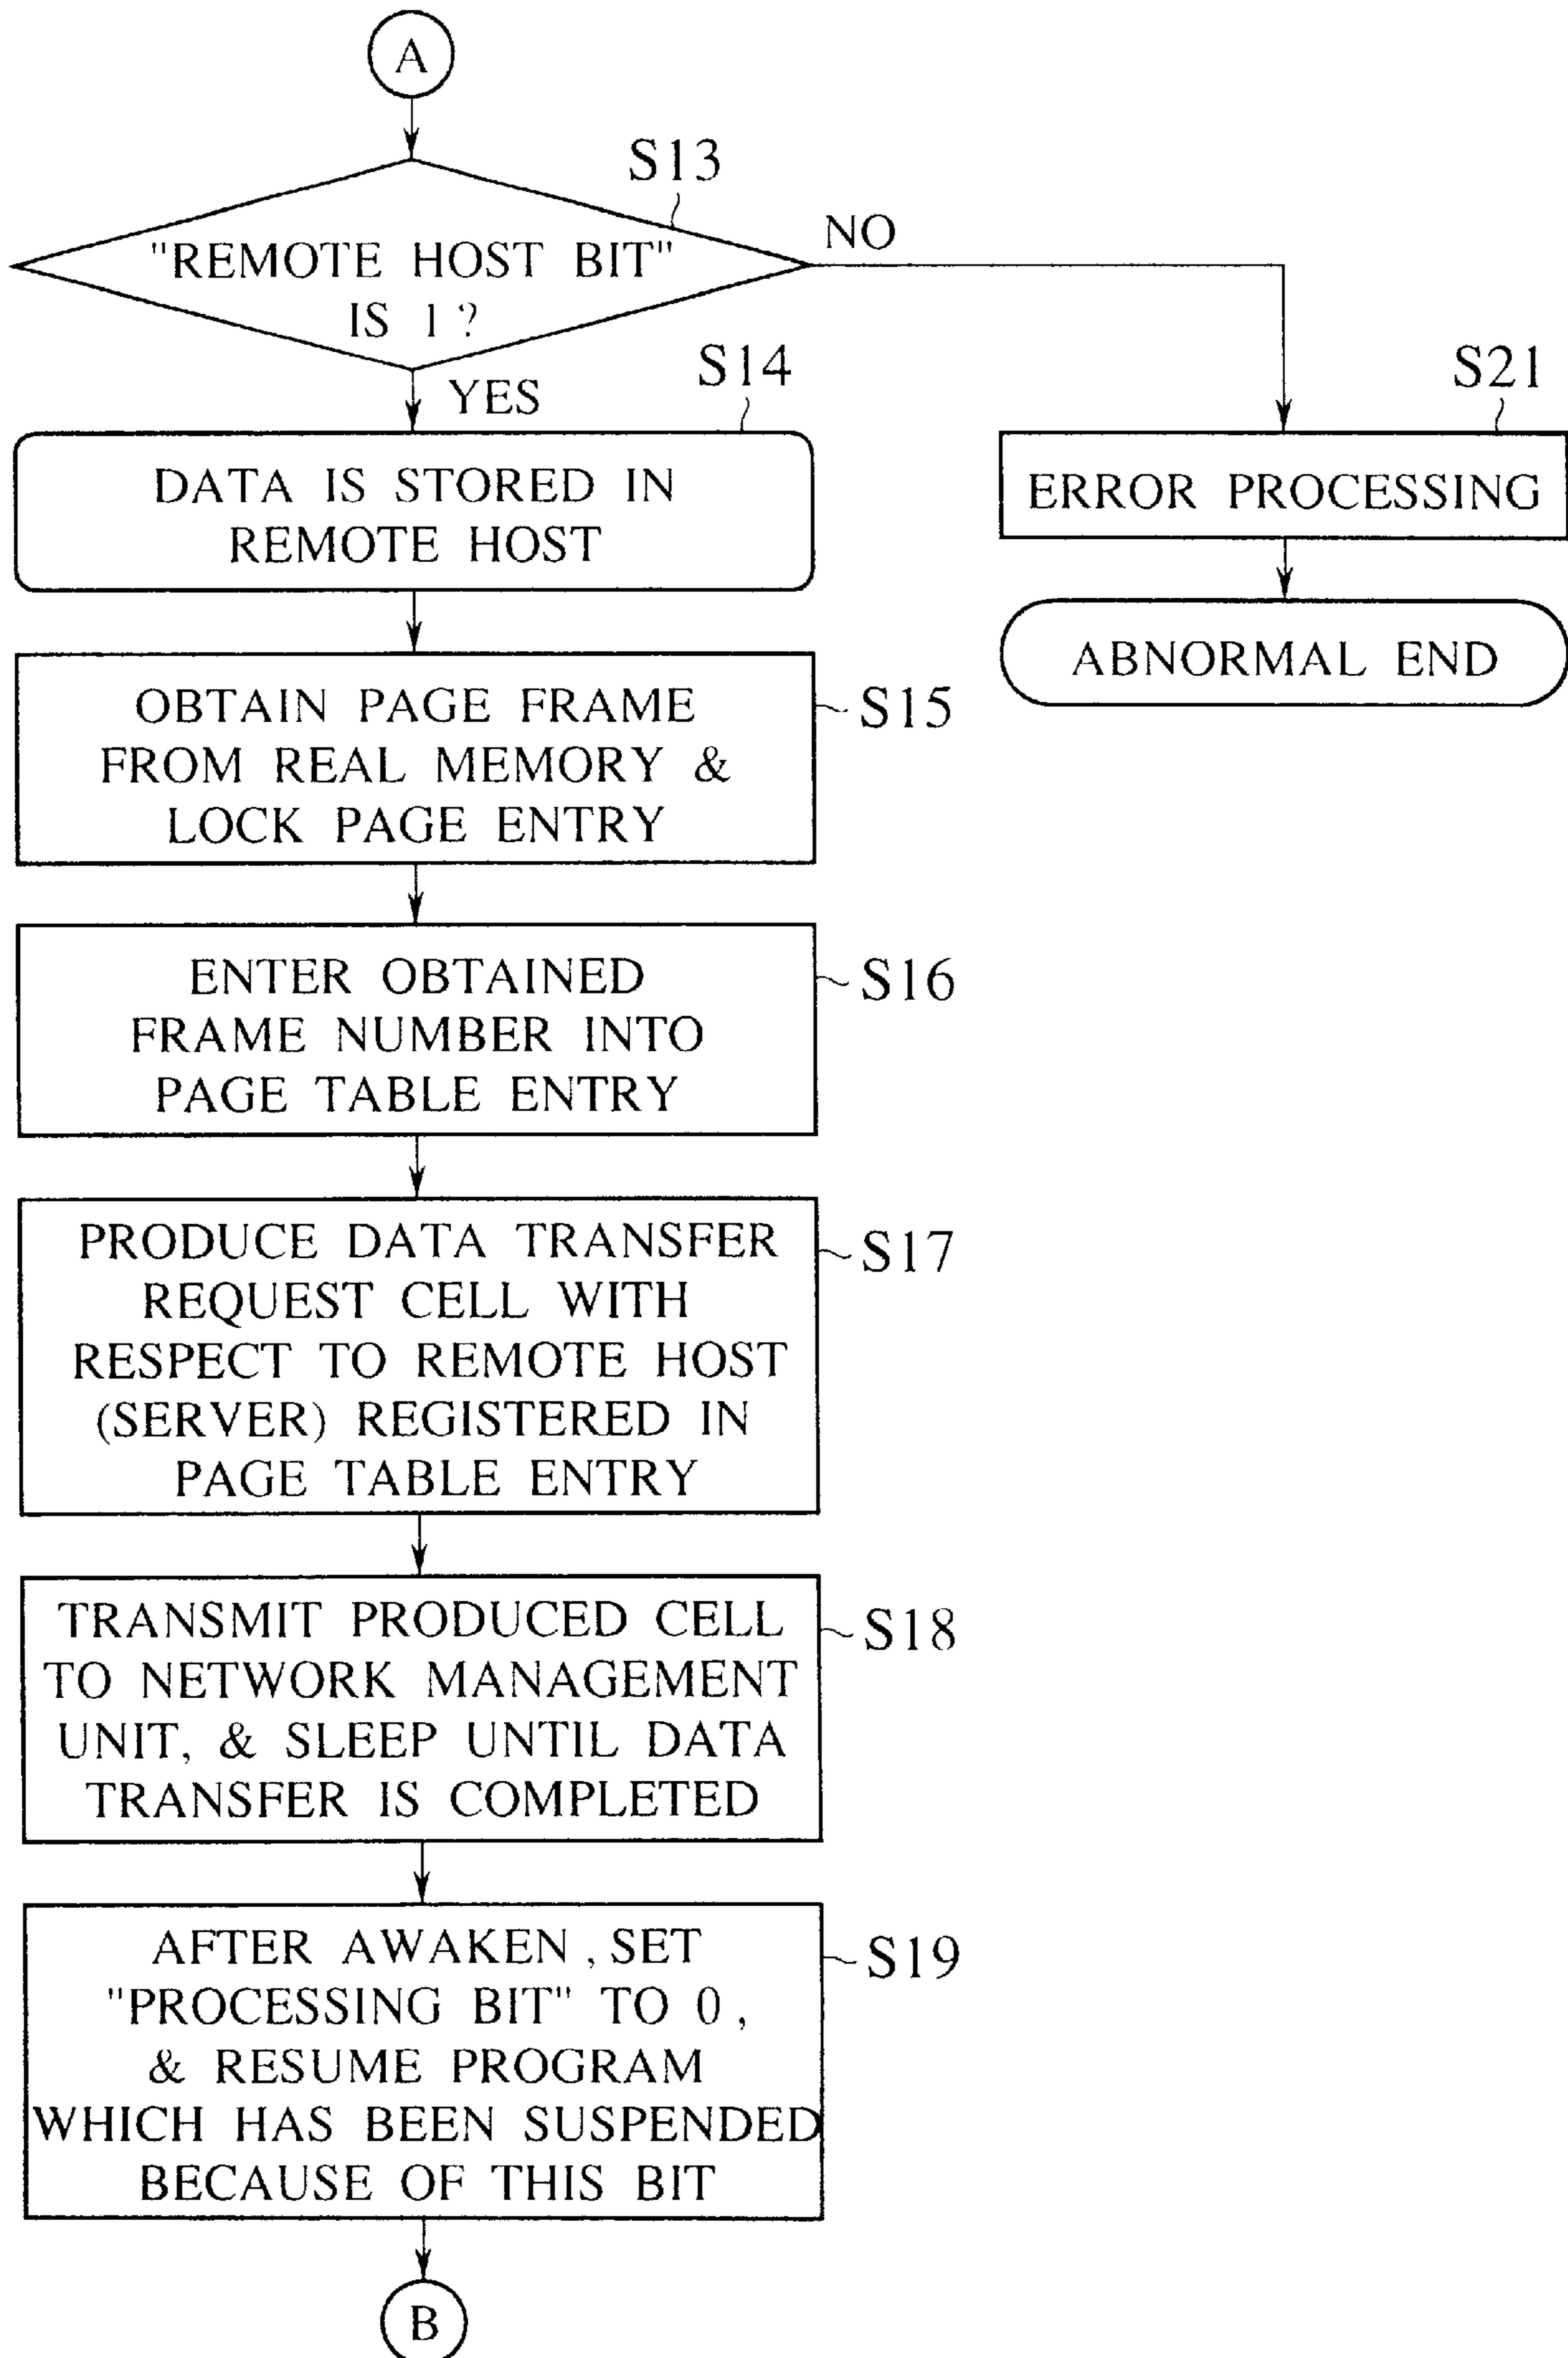 A
S13
"REMOTE HOST BIT"
IS 1 ?
NO
YES
S14
DATA IS STORED IN
REMOTE HOST
S21
ERROR PROCESSING
ABNORMAL END
OBTAIN PAGE FRAME
FROM REAL MEMORY &
LOCK PAGE ENTRY
S15
ENTER OBTAINED
FRAME NUMBER INTO
PAGE TABLE ENTRY
S16
PRODUCE DATA TRANSFER
REQUEST CELL WITH
RESPECT TO REMOTE HOST
(SERVER) REGISTERED IN
PAGE TABLE ENTRY
S17
TRANSMIT PRODUCED CELL
TO NETWORK MANAGEMENT
UNIT, & SLEEP UNTIL DATA
TRANSFER IS COMPLETED
S18
AFTER AWAKEN , SET
"PROCESSING BIT" TO 0 ,
& RESUME PROGRAM
WHICH HAS BEEN SUSPENDED
BECAUSE OF THIS BIT
S19
B